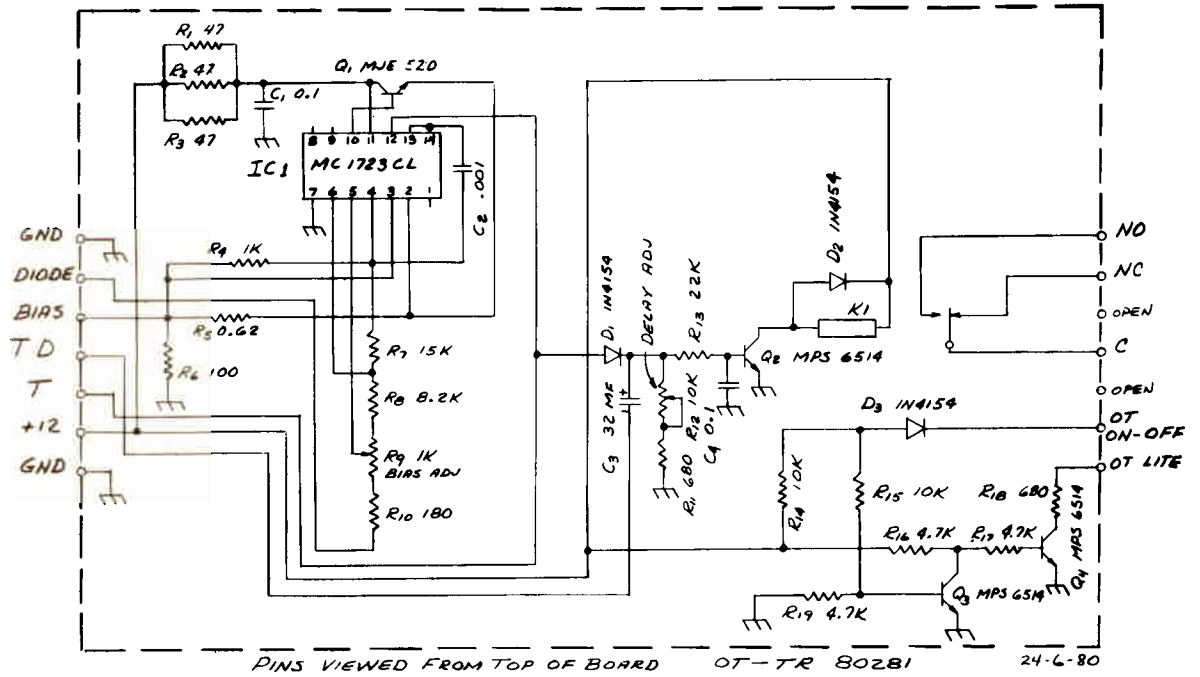 R1 47
R2 47
R3 47
C1 0.1
Q1 MJE 520
8 9 10 11 12 13 14
IC1
MC1723CL
7 6 5 4 3 2 1
C2 .001
GND
DIODE
BIAS
TD
T
+12
GND
R4 1K
R5 0.62
R6 100
R7 15K
R8 8.2K
R9 1K
BIAS ADJ
R10 180
D1 1N4154
DELAY ADJ
R13 22K
C3 32 MF
+
R11 680
R12 10K
C4 0.1
D2 1N4154
K1
Q2 MPS 6514
NO
NC
OPEN
C
OPEN
OT
ON-OFF
OT LITE
D3 1N4154
R14 10K
R15 10K
R16 4.7K
R17 4.7K
R18 680
Q4 MPS 6514
Q3 MPS 6514
R19 4.7K
PINS VIEWED FROM TOP OF BOARD
OT-TR 80281
24-6-80